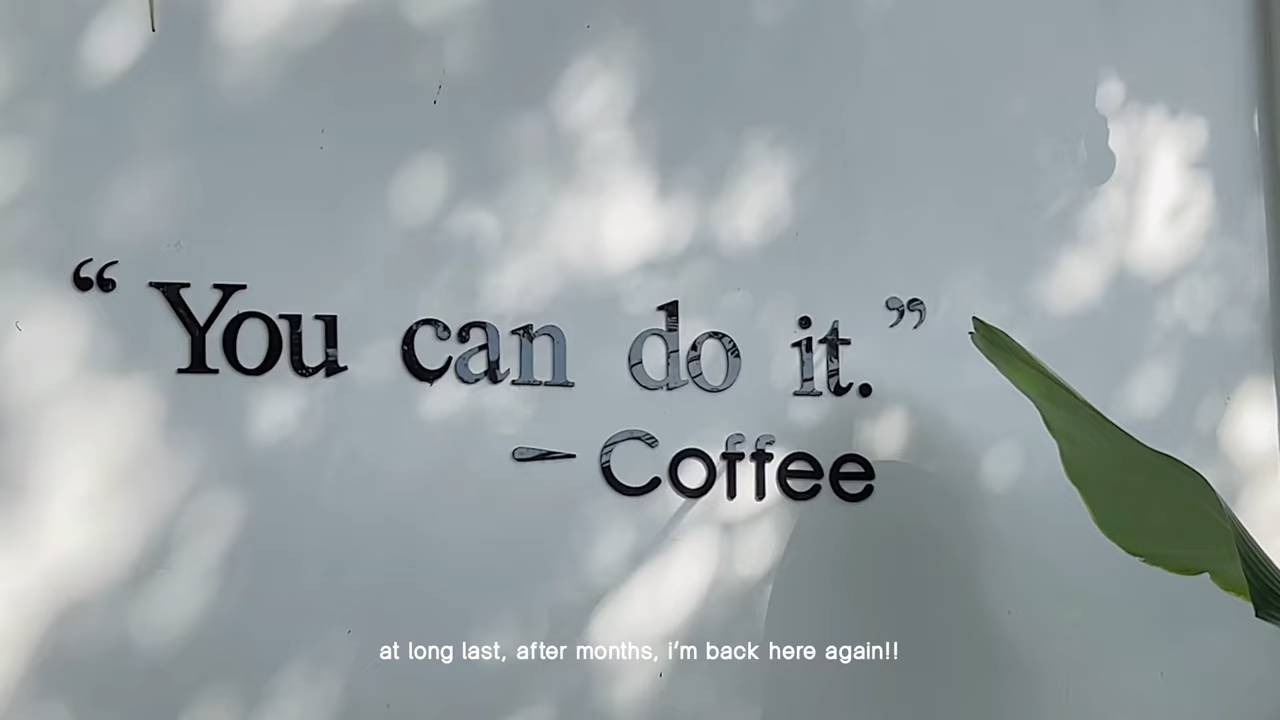 “ You can do it. ”
– Coffee
at long last, after months, i'm back here again!!